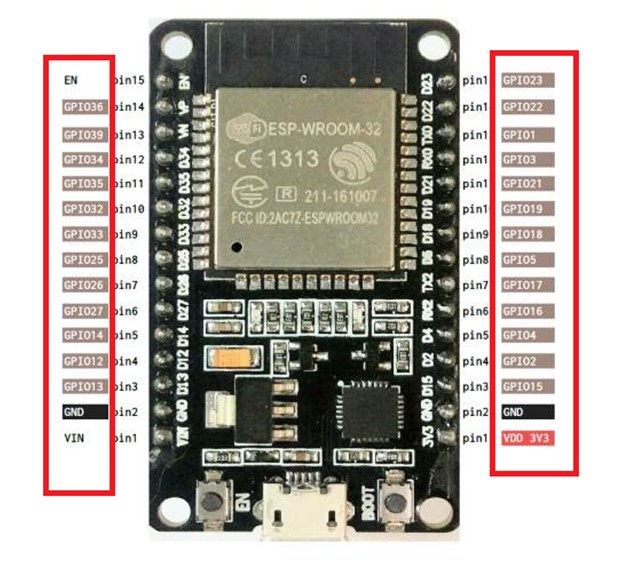 EN pin15 EN D23 pin1 GPIO23
GPIO36 pin14 VP D22 pin1 GPIO22
GPIO39 pin13 VN TX0 pin1 GPIO1
GPIO34 pin12 D34 RX0 pin1 GPIO3
GPIO35 pin11 D35 D21 pin1 GPIO21
GPIO32 pin10 D32 D19 pin1 GPIO19
GPIO33 pin9 D33 D18 pin9 GPIO18
GPIO25 pin8 D25 D5 pin8 GPIO5
GPIO26 pin7 D26 TX2 pin7 GPIO17
GPIO27 pin6 D27 RX2 pin6 GPIO16
GPIO14 pin5 D14 D4 pin5 GPIO4
GPIO12 pin4 D12 D2 pin4 GPIO2
GPIO13 pin3 D13 D15 pin3 GPIO15
GND pin2 GND GND pin2 GND
VIN pin1 VIN 3V3 pin1 VDD 3V3
C
WiFi ESP-WROOM-32
CE1313
R 211-161007
FCC ID:2AC7Z-ESPWROOM32
EN
BOOT